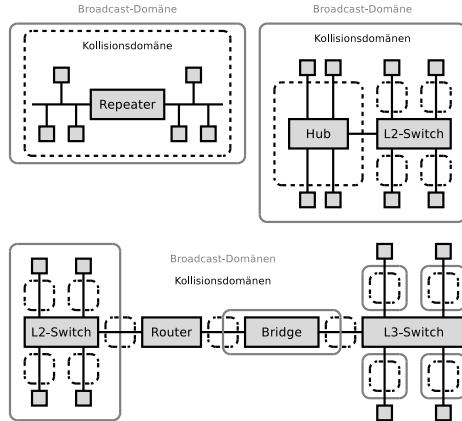 Broadcast-Domäne
Kollisionsdomäne
Repeater
Broadcast-Domäne
Kollisionsdomänen
Hub
L2-Switch
Broadcast-Domänen
Kollisionsdomänen
L2-Switch
Router
Bridge
L3-Switch